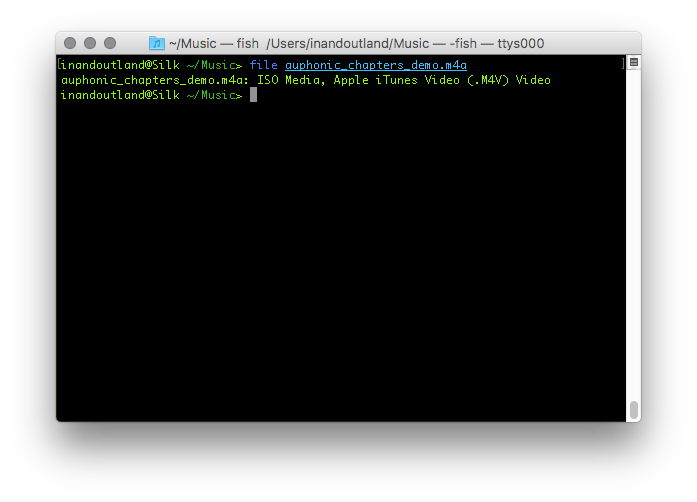 ~/Music — fish  /Users/inandoutland/Music — -fish — ttys000
[inandoutland@Silk ~/Music> file auphonic_chapters_demo.m4a ]
auphonic_chapters_demo.m4a: ISO Media, Apple iTunes Video (.M4V) Video
inandoutland@Silk ~/Music>